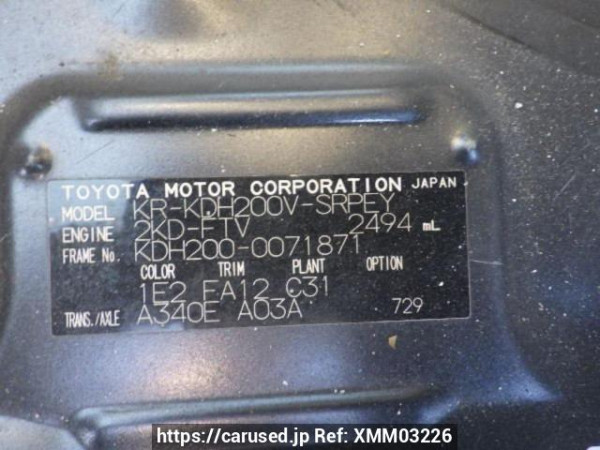 TOYOTA MOTOR CORPORATION JAPAN
MODEL KR-KDH200V-SRPEY
ENGINE 2KD-FTV 2494 mL
FRAME No. KDH200-0071871
COLOR TRIM PLANT OPTION
1E2 FA12 C31
TRANS./AXLE A340E A03A 729
https://carused.jp Ref: XMM03226